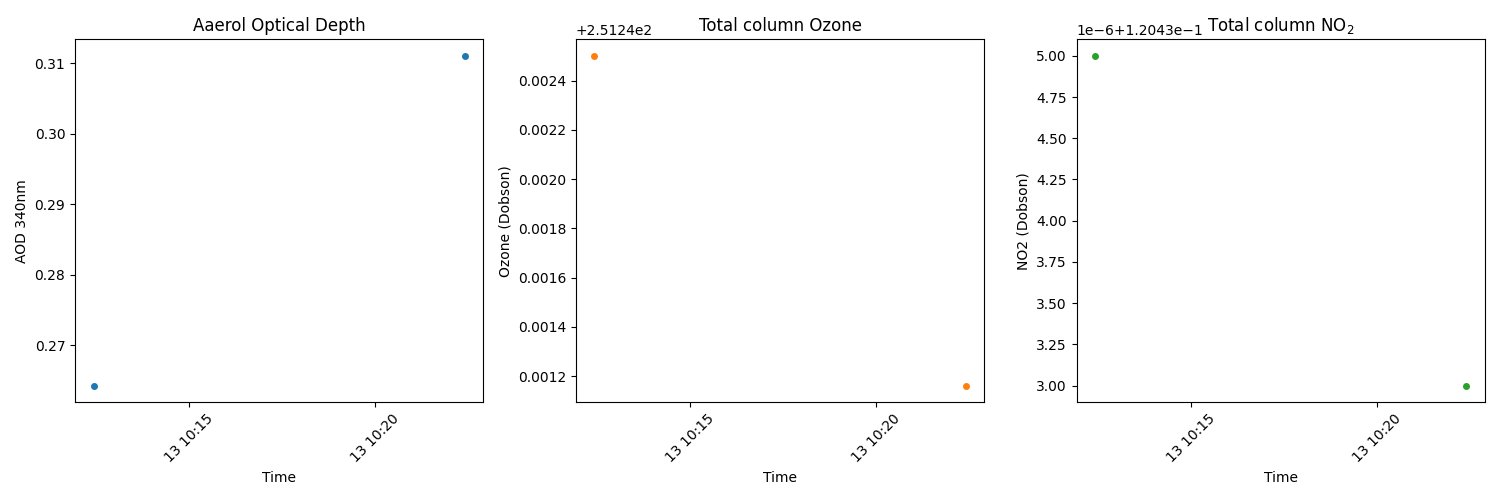 Aaerol Optical Depth
AOD 340nm
0.31
0.30
0.29
0.28
0.27
13 10:15
13 10:20
Time
Total column Ozone
+2.5124e2
Ozone (Dobson)
0.0024
0.0022
0.0020
0.0018
0.0016
0.0014
0.0012
13 10:15
13 10:20
Time
1e−6+1.2043e−1
Total column NO₂
NO2 (Dobson)
5.00
4.75
4.50
4.25
4.00
3.75
3.50
3.25
3.00
13 10:15
13 10:20
Time